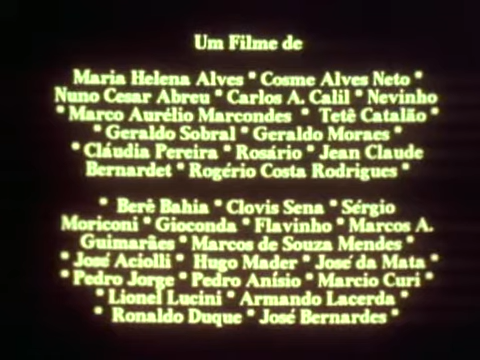 Um Filme de
Maria Helena Alves * Cosme Alves Neto *
Nuno Cesar Abreu * Carlos A. Calil * Nevinho
* Marco Aurélio Marcondes * Tetê Catalão *
* Geraldo Sobral * Geraldo Moraes *
* Cláudia Pereira * Rosário * Jean Claude
Bernardet * Rogério Costa Rodrigues *
* Berê Bahia * Clovis Sena * Sérgio
Moriconi * Gioconda * Flavinho * Marcos A.
Guimarães * Marcos de Souza Mendes *
* José Aciolli * Hugo Mader * José da Mata *
* Pedro Jorge * Pedro Anísio * Marcio Curi *
* Lionel Lucini * Armando Lacerda *
* Ronaldo Duque * José Bernardes *